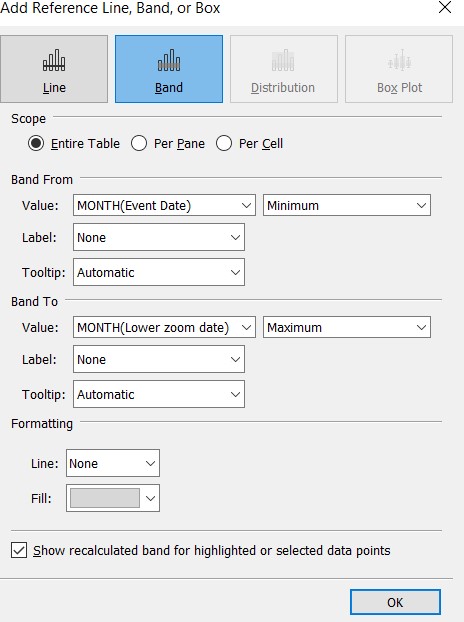 Add Reference Line, Band, or Box
Line Band Distribution Box Plot
Scope
Entire Table Per Pane Per Cell
Band From
Value: MONTH(Event Date) Minimum
Label: None
Tooltip: Automatic
Band To
Value: MONTH(Lower zoom date) Maximum
Label: None
Tooltip: Automatic
Formatting
Line: None
Fill:
Show recalculated band for highlighted or selected data points
OK